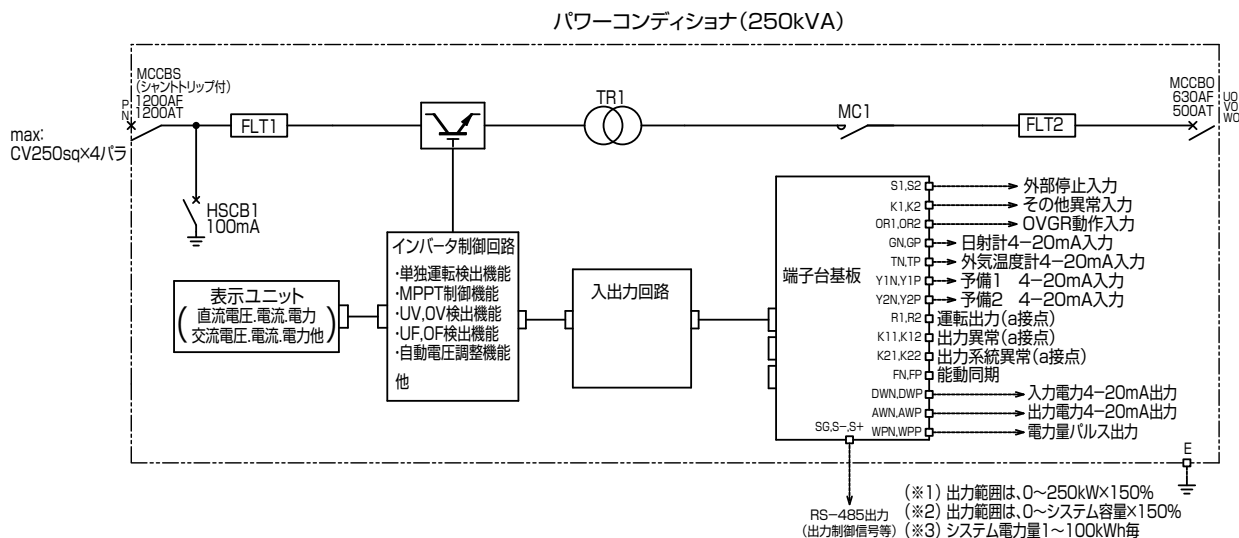 パワーコンディショナ(250kVA)
MCCBS
(シャントトリップ付)
1200AF
1200AT
P
N
max:
CV250sq×4パラ
FLT1
TR1
MC1
FLT2
MCCBO
630AF
500AT
UO
VO
WO
HSCB1
100mA
インバータ制御回路
・単独運転検出機能
・MPPT制御機能
・UV,OV検出機能
・UF,OF検出機能
・自動電圧調整機能
他
表示ユニット
(直流電圧.電流.電力
交流電圧.電流.電力他)
入出力回路
端子台基板
S1,S2 外部停止入力
K1,K2 その他異常入力
OR1,OR2 OVGR動作入力
GN,GP 日射計4−20mA入力
TN,TP 外気温度計4−20mA入力
Y1N,Y1P 予備1 4−20mA入力
Y2N,Y2P 予備2 4−20mA入力
R1,R2 運転出力(a接点)
K11,K12 出力異常(a接点)
K21,K22 出力系統異常(a接点)
FN,FP 能動同期
DWN,DWP 入力電力4−20mA出力
AWN,AWP 出力電力4−20mA出力
WPN,WPP 電力量パルス出力
SG,S−,S+
E
RS−485出力
(出力制御信号等)
(※1) 出力範囲は、0〜250kW×150%
(※2) 出力範囲は、0〜システム容量×150%
(※3) システム電力量1〜100kWh毎